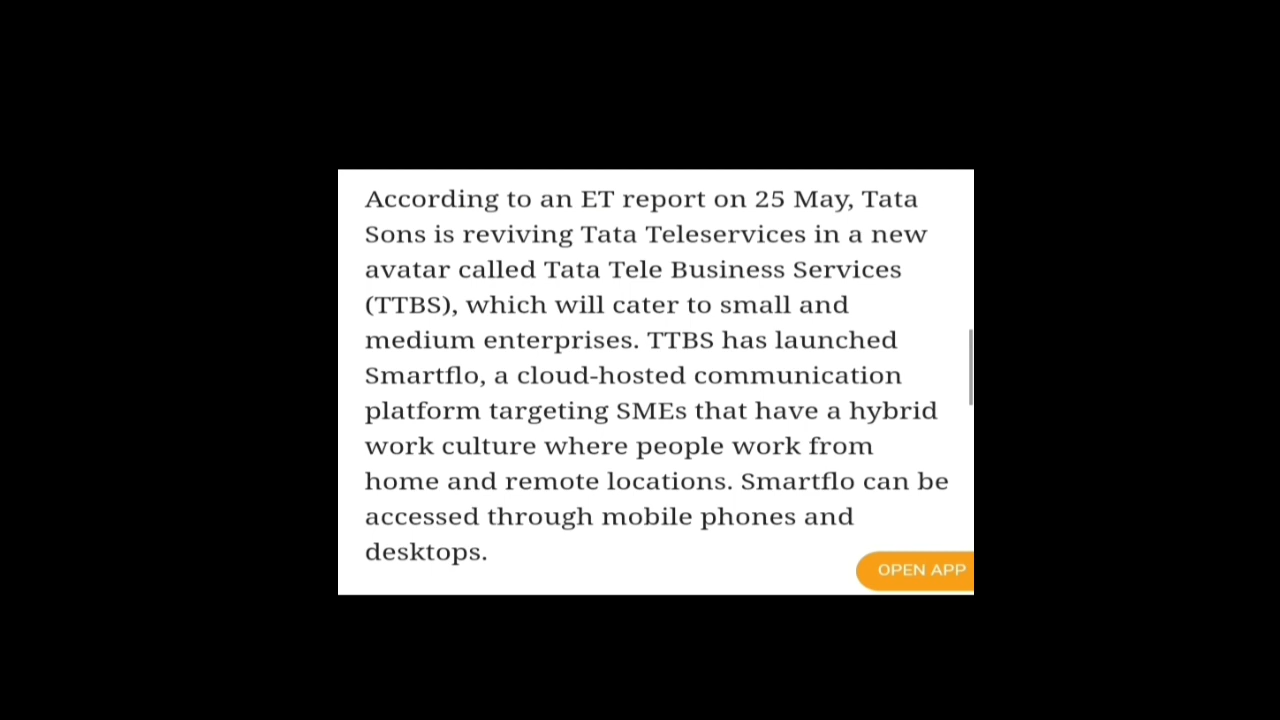 According to an ET report on 25 May, Tata
Sons is reviving Tata Teleservices in a new
avatar called Tata Tele Business Services
(TTBS), which will cater to small and
medium enterprises. TTBS has launched
Smartflo, a cloud-hosted communication
platform targeting SMEs that have a hybrid
work culture where people work from
home and remote locations. Smartflo can be
accessed through mobile phones and
desktops.
OPEN APP